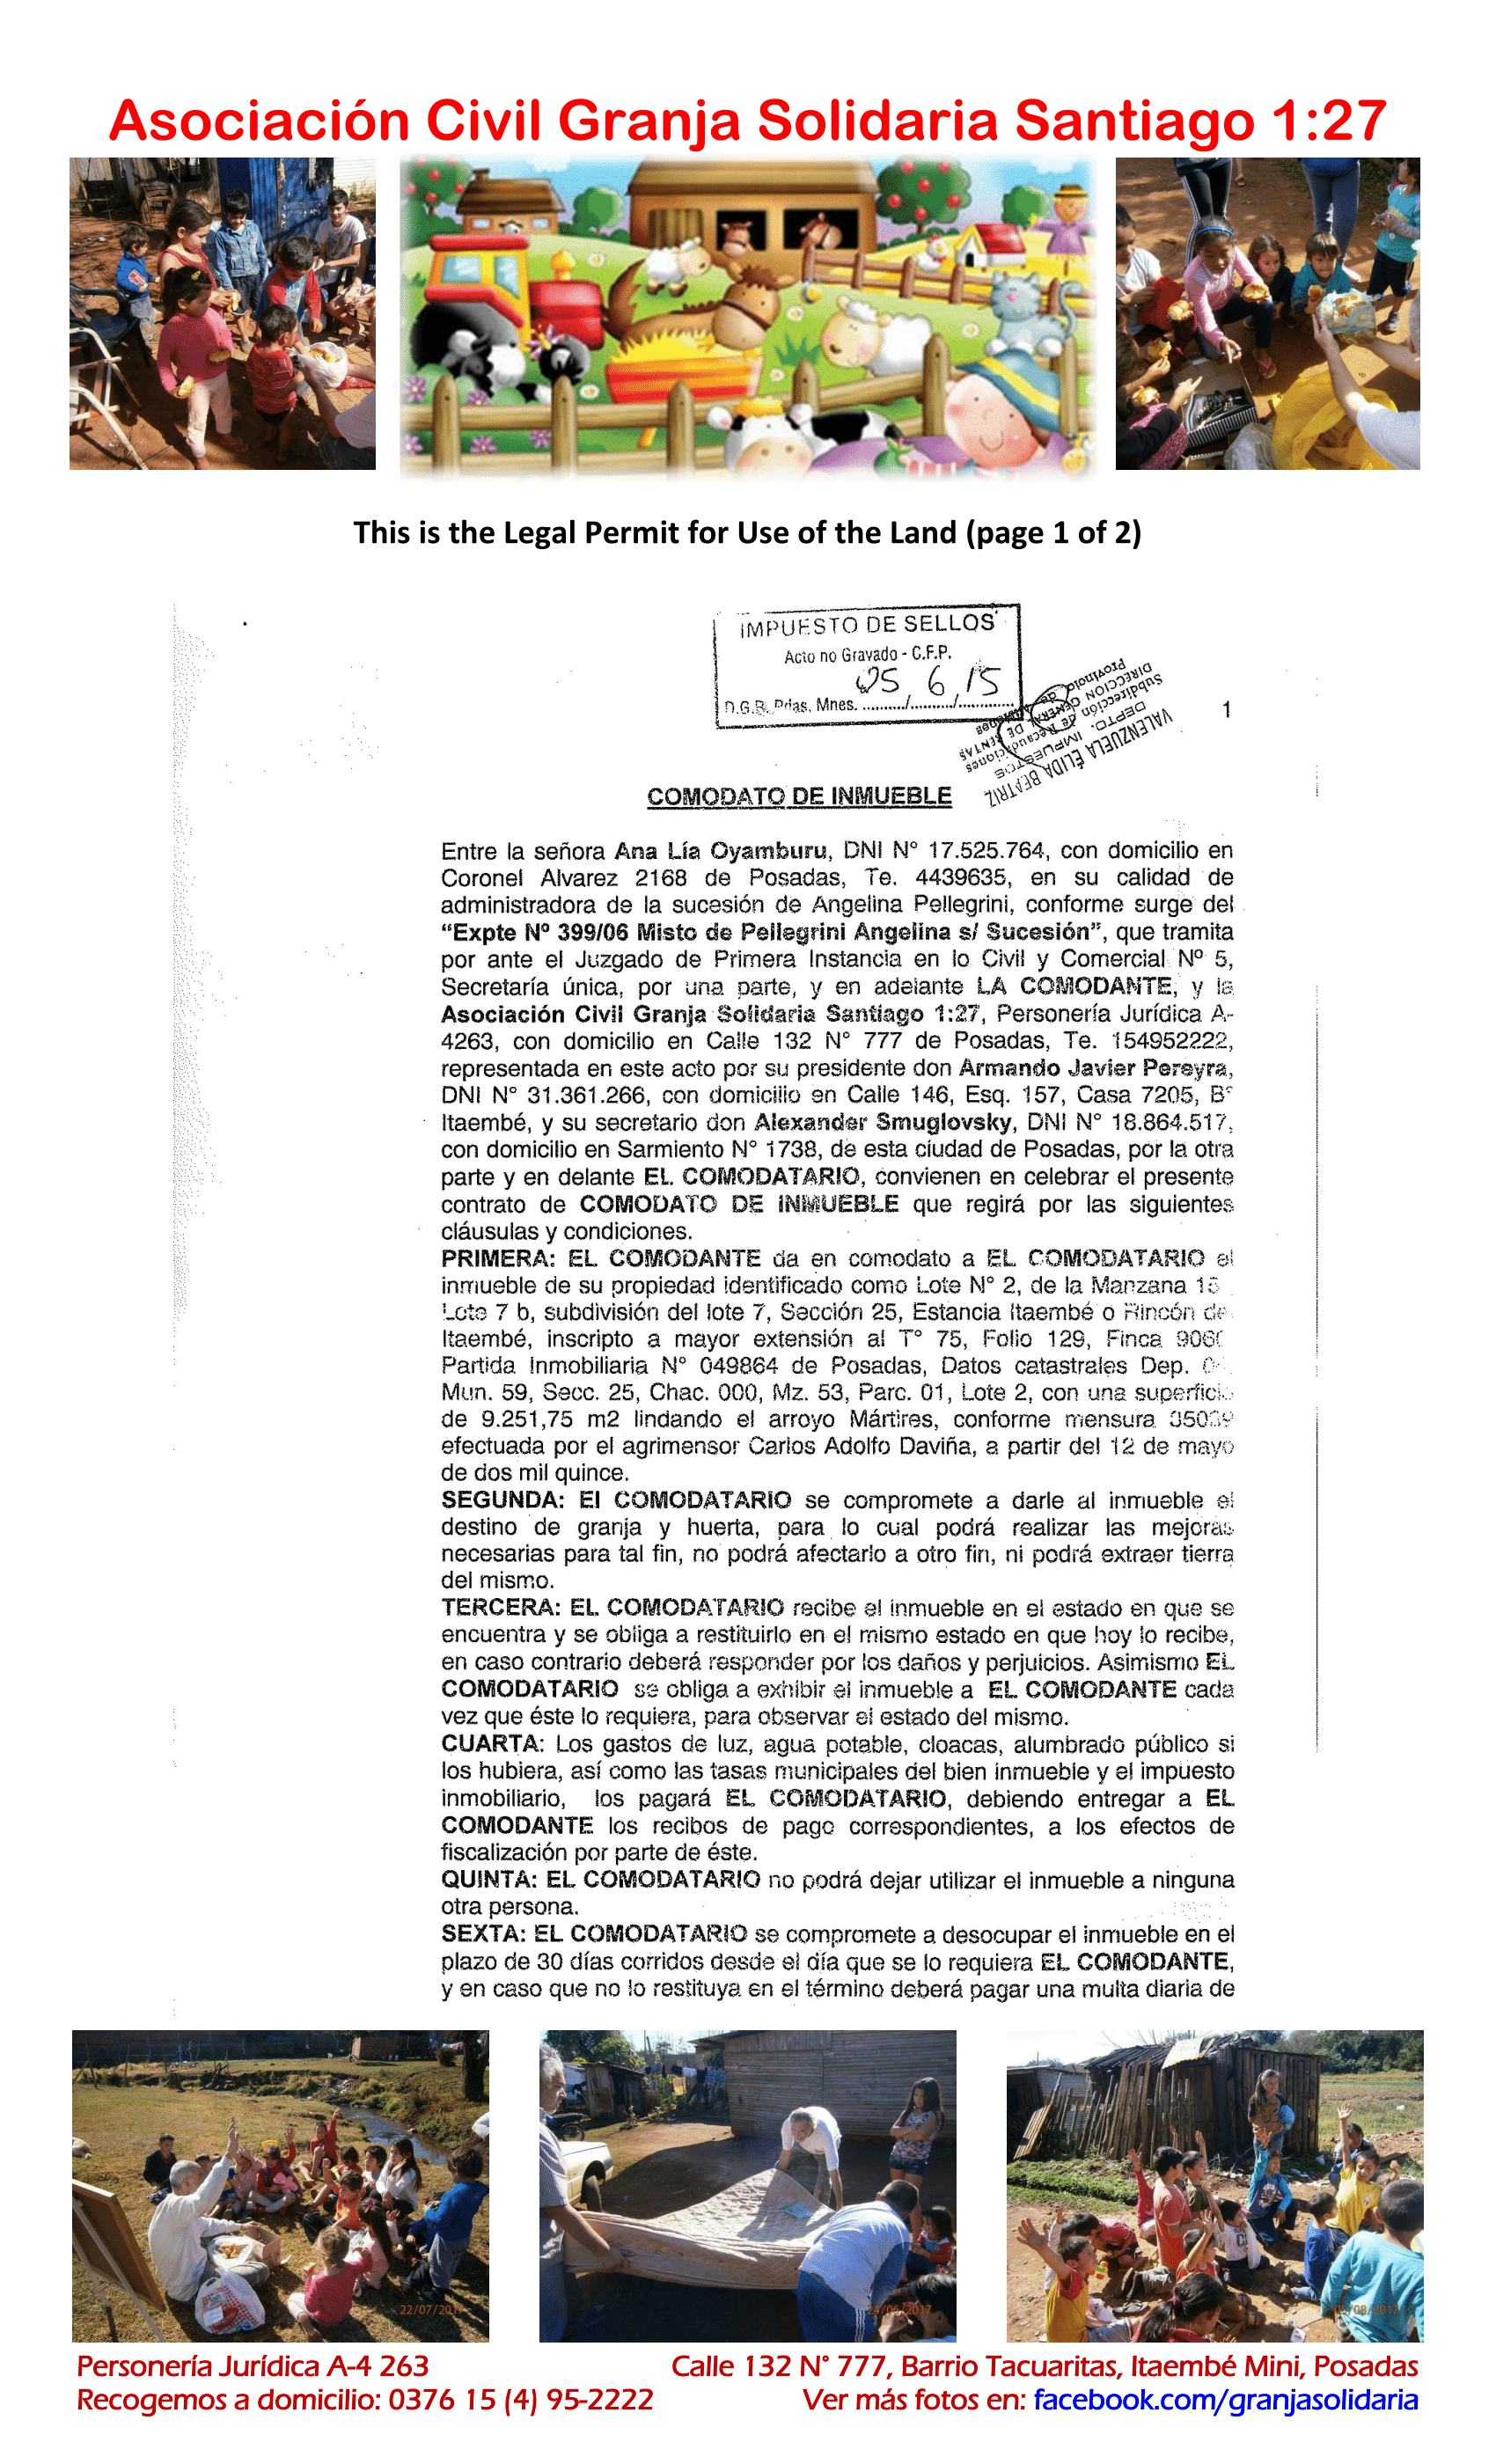 Asociación Civil Granja Solidaria Santiago 1:27
This is the Legal Permit for Use of the Land (page 1 of 2)
IMPUESTO DE SELLOS
Acto no Gravado - C.F.P.
05 6 15
D.G.R. Pdas. Mnes. ........../........./............
VALENZUELA ÉLIDA BEATRIZ
DEPTO. IMPUESTOS
Subdirección de Recaudaciones
DIRECCION GENERAL DE RENTAS
Provincia de Misiones
1
COMODATO DE INMUEBLE
Entre la señora Ana Lía Oyamburu, DNI N° 17.525.764, con domicilio en
Coronel Alvarez 2168 de Posadas, Te. 4439635, en su calidad de
administradora de la sucesión de Angelina Pellegrini, conforme surge del
“Expte Nº 399/06 Misto de Pellegrini Angelina s/ Sucesión”, que tramita
por ante el Juzgado de Primera Instancia en lo Civil y Comercial Nº 5,
Secretaría única, por una parte, y en adelante LA COMODANTE, y la
Asociación Civil Granja Solidaria Santiago 1:27, Personería Jurídica A-
4263, con domicilio en Calle 132 N° 777 de Posadas, Te. 154952222,
representada en este acto por su presidente don Armando Javier Pereyra,
DNI N° 31.361.266, con domicilio en Calle 146, Esq. 157, Casa 7205, B°
Itaembé, y su secretario don Alexander Smuglovsky, DNI N° 18.864.517,
con domicilio en Sarmiento N° 1738, de esta ciudad de Posadas, por la otra
parte y en delante EL COMODATARIO, convienen en celebrar el presente
contrato de COMODATO DE INMUEBLE que regirá por las siguientes
cláusulas y condiciones.
PRIMERA: EL COMODANTE da en comodato a EL COMODATARIO el
inmueble de su propiedad identificado como Lote N° 2, de la Manzana
Lote 7 b, subdivisión del lote 7, Sección 25, Estancia Itaembé o Rincón de
Itaembé, inscripto a mayor extensión al T° 75, Folio 129, Finca
Partida Inmobiliaria N° 049864 de Posadas, Datos catastrales Dep.
Mun. 59, Secc. 25, Chac. 000, Mz. 53, Parc. 01, Lote 2, con una superficie
de 9.251,75 m2 lindando el arroyo Mártires, conforme mensura
efectuada por el agrimensor Carlos Adolfo Daviña, a partir del 12 de mayo
de dos mil quince.
SEGUNDA: El COMODATARIO se compromete a darle al inmueble el
destino de granja y huerta, para lo cual podrá realizar las mejoras
necesarias para tal fin, no podrá afectarlo a otro fin, ni podrá extraer tierra
del mismo.
TERCERA: EL COMODATARIO recibe el inmueble en el estado en que se
encuentra y se obliga a restituirlo en el mismo estado en que hoy lo recibe,
en caso contrario deberá responder por los daños y perjuicios. Asimismo EL
COMODATARIO se obliga a exhibir el inmueble a EL COMODANTE cada
vez que éste lo requiera, para observar el estado del mismo.
CUARTA: Los gastos de luz, agua potable, cloacas, alumbrado público si
los hubiera, así como las tasas municipales del bien inmueble y el impuesto
inmobiliario, los pagará EL COMODATARIO, debiendo entregar a EL
COMODANTE los recibos de pago correspondientes, a los efectos de
fiscalización por parte de éste.
QUINTA: EL COMODATARIO no podrá dejar utilizar el inmueble a ninguna
otra persona.
SEXTA: EL COMODATARIO se compromete a desocupar el inmueble en el
plazo de 30 días corridos desde el día que se lo requiera EL COMODANTE,
y en caso que no lo restituya en el término deberá pagar una multa diaria de
22/07/2017
24/06/2017
05/08/2017
Personería Jurídica A-4 263
Calle 132 N° 777, Barrio Tacuaritas, Itaembé Mini, Posadas
Recogemos a domicilio: 0376 15 (4) 95-2222
Ver más fotos en: facebook.com/granjasolidaria